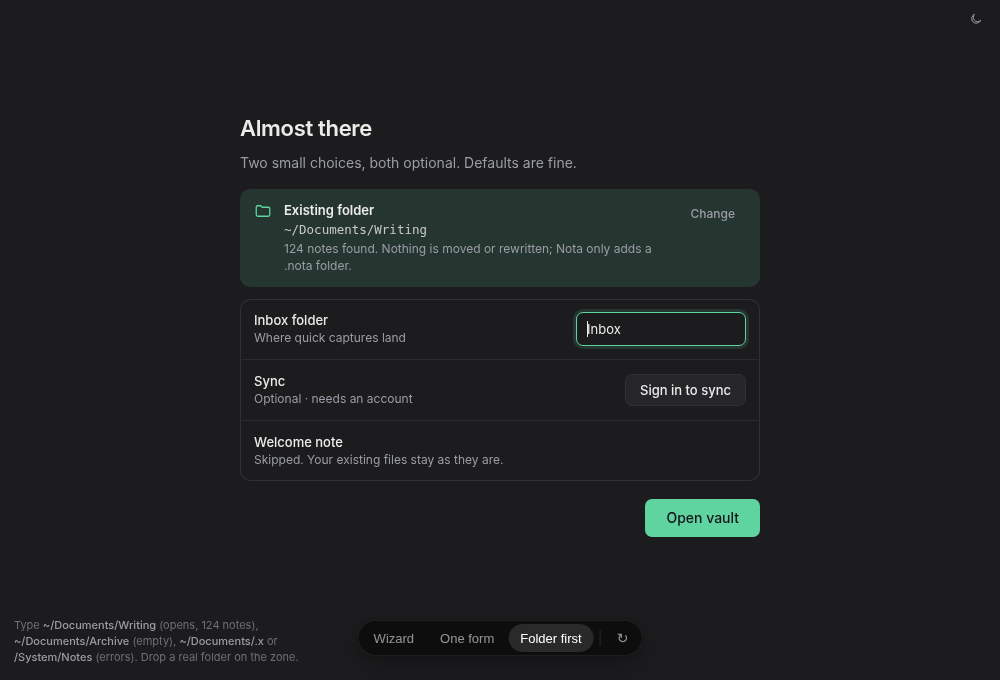 Almost there
Two small choices, both optional. Defaults are fine.
Existing folder
Change
~/Documents/Writing
124 notes found. Nothing is moved or rewritten; Nota only adds a
.nota folder.
Inbox folder
Where quick captures land
Inbox
Sync
Optional · needs an account
Sign in to sync
Welcome note
Skipped. Your existing files stay as they are.
Open vault
Type ~/Documents/Writing (opens, 124 notes),
~/Documents/Archive (empty), ~/Documents/.x or
/System/Notes (errors). Drop a real folder on the zone.
Wizard
One form
Folder first